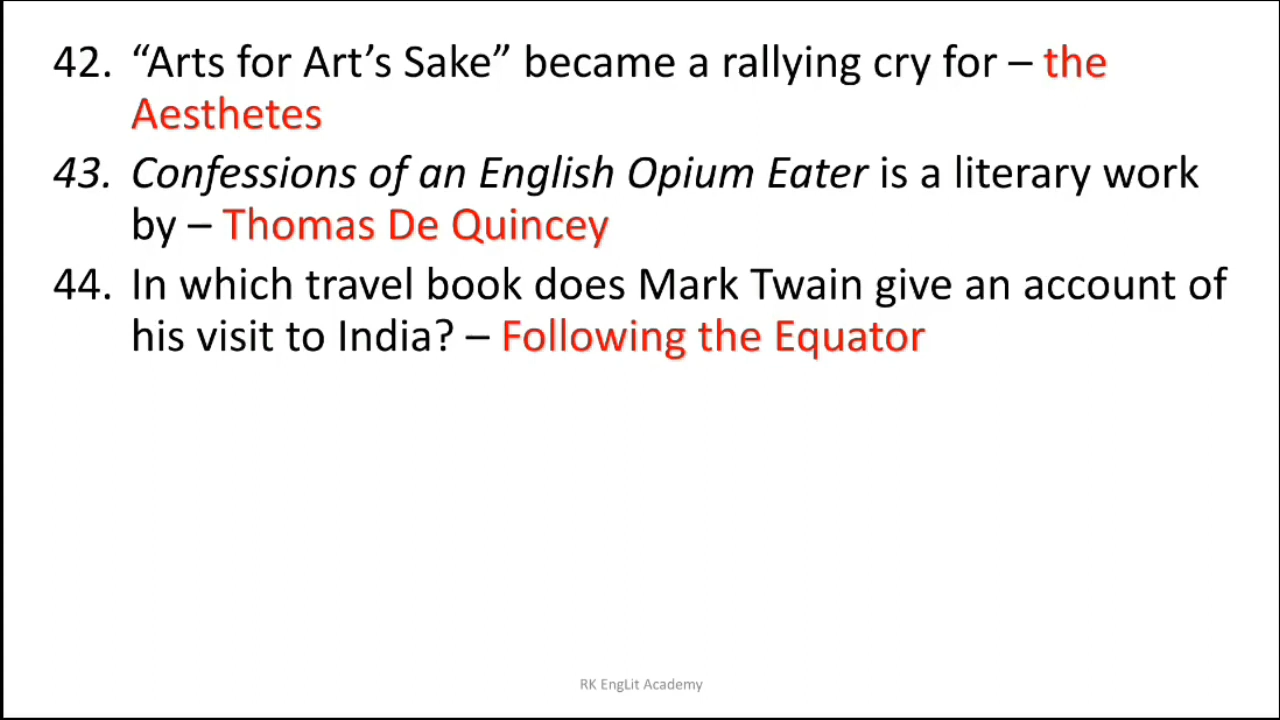 42. “Arts for Art’s Sake” became a rallying cry for – the
Aesthetes
43. Confessions of an English Opium Eater is a literary work
by – Thomas De Quincey
44. In which travel book does Mark Twain give an account of
his visit to India? – Following the Equator
RK EngLit Academy